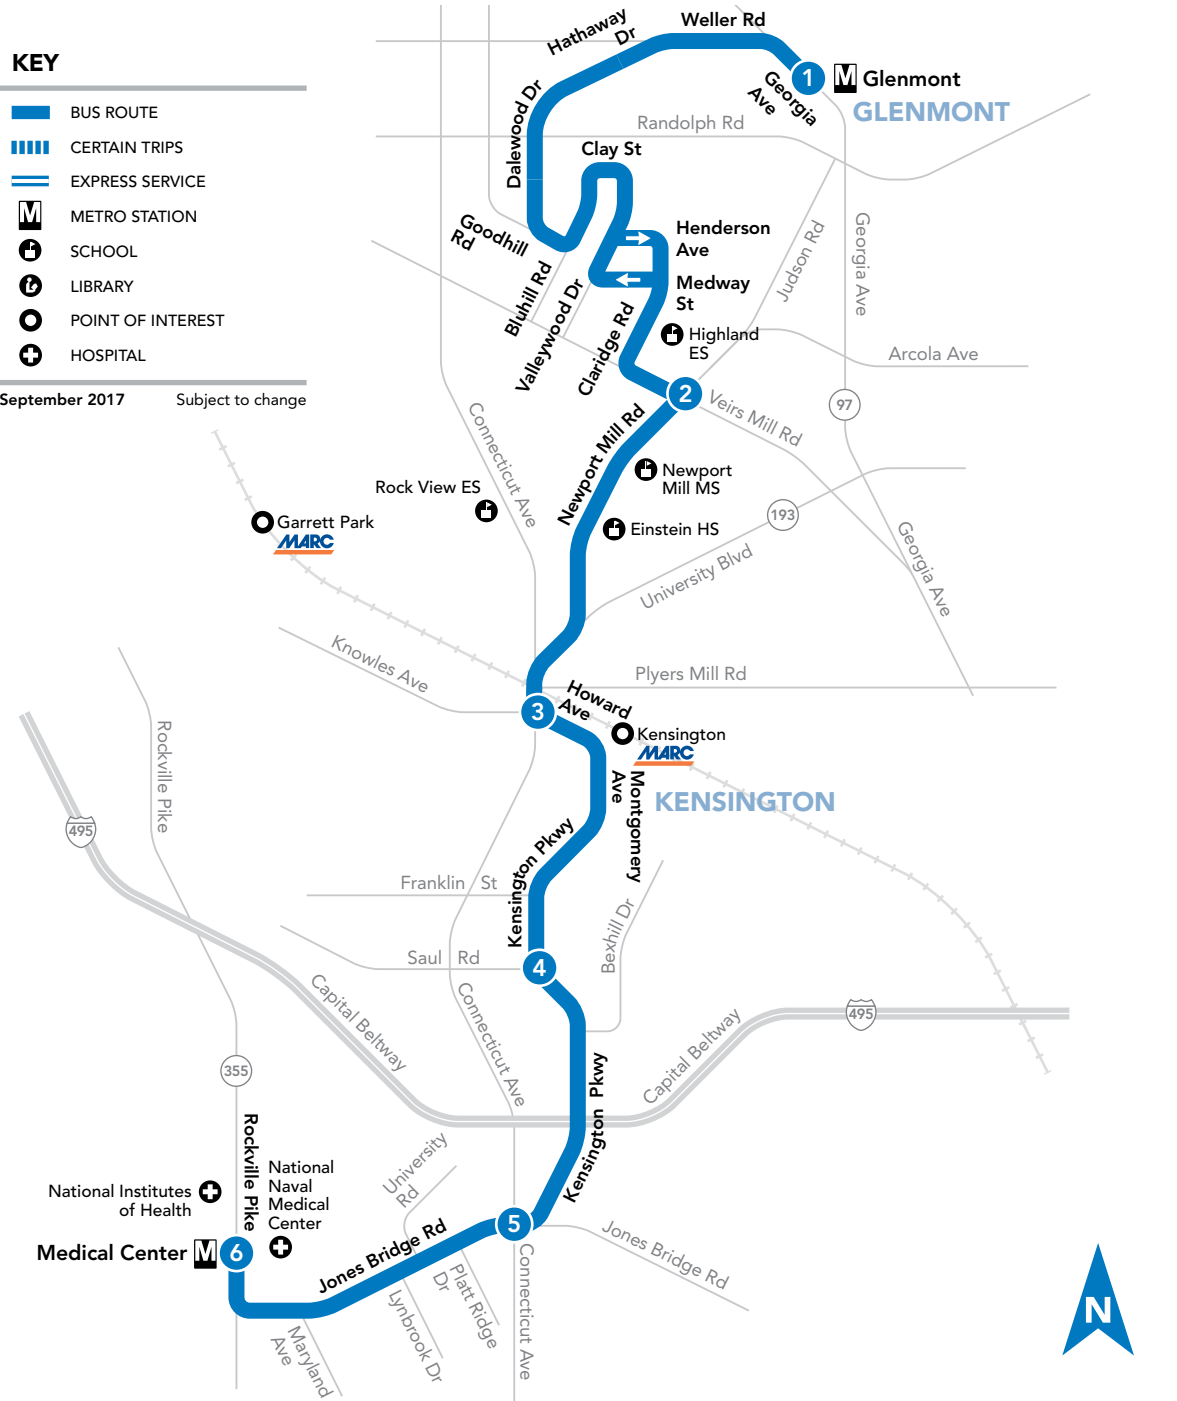 KEY
BUS ROUTE
CERTAIN TRIPS
EXPRESS SERVICE
M METRO STATION
SCHOOL
LIBRARY
POINT OF INTEREST
HOSPITAL
September 2017 Subject to change
Weller Rd
Hathaway
Dr
1
M Glenmont
GLENMONT
Georgia
Ave
Randolph Rd
Dalewood Dr
Clay St
Goodhill
Rd
Henderson
Ave
Medway
St
Judson Rd
Georgia Ave
Bluhill Rd
Valleywood Dr
Claridge Rd
Highland
ES
Arcola Ave
2
Veirs Mill Rd
97
Connecticut Ave
Newport Mill Rd
Newport
Mill MS
Rock View ES
Einstein HS
193
Garrett Park
MARC
University Blvd
Georgia Ave
Knowles Ave
Plyers Mill Rd
3
Howard
Ave
Kensington
MARC
KENSINGTON
Montgomery
Ave
Rockville Pike
495
Kensington Pkwy
Franklin St
Bexhill Dr
Saul Rd
4
Capital Beltway
Connecticut Ave
Capital Beltway
495
355
Kensington Pkwy
Rockville Pike
University
Rd
National Institutes
of Health
National
Naval
Medical
Center
Medical Center M
6
5
Jones Bridge Rd
Jones Bridge Rd
Connecticut Ave
Platt Ridge
Dr
Lynbrook Dr
Maryland
Ave
N